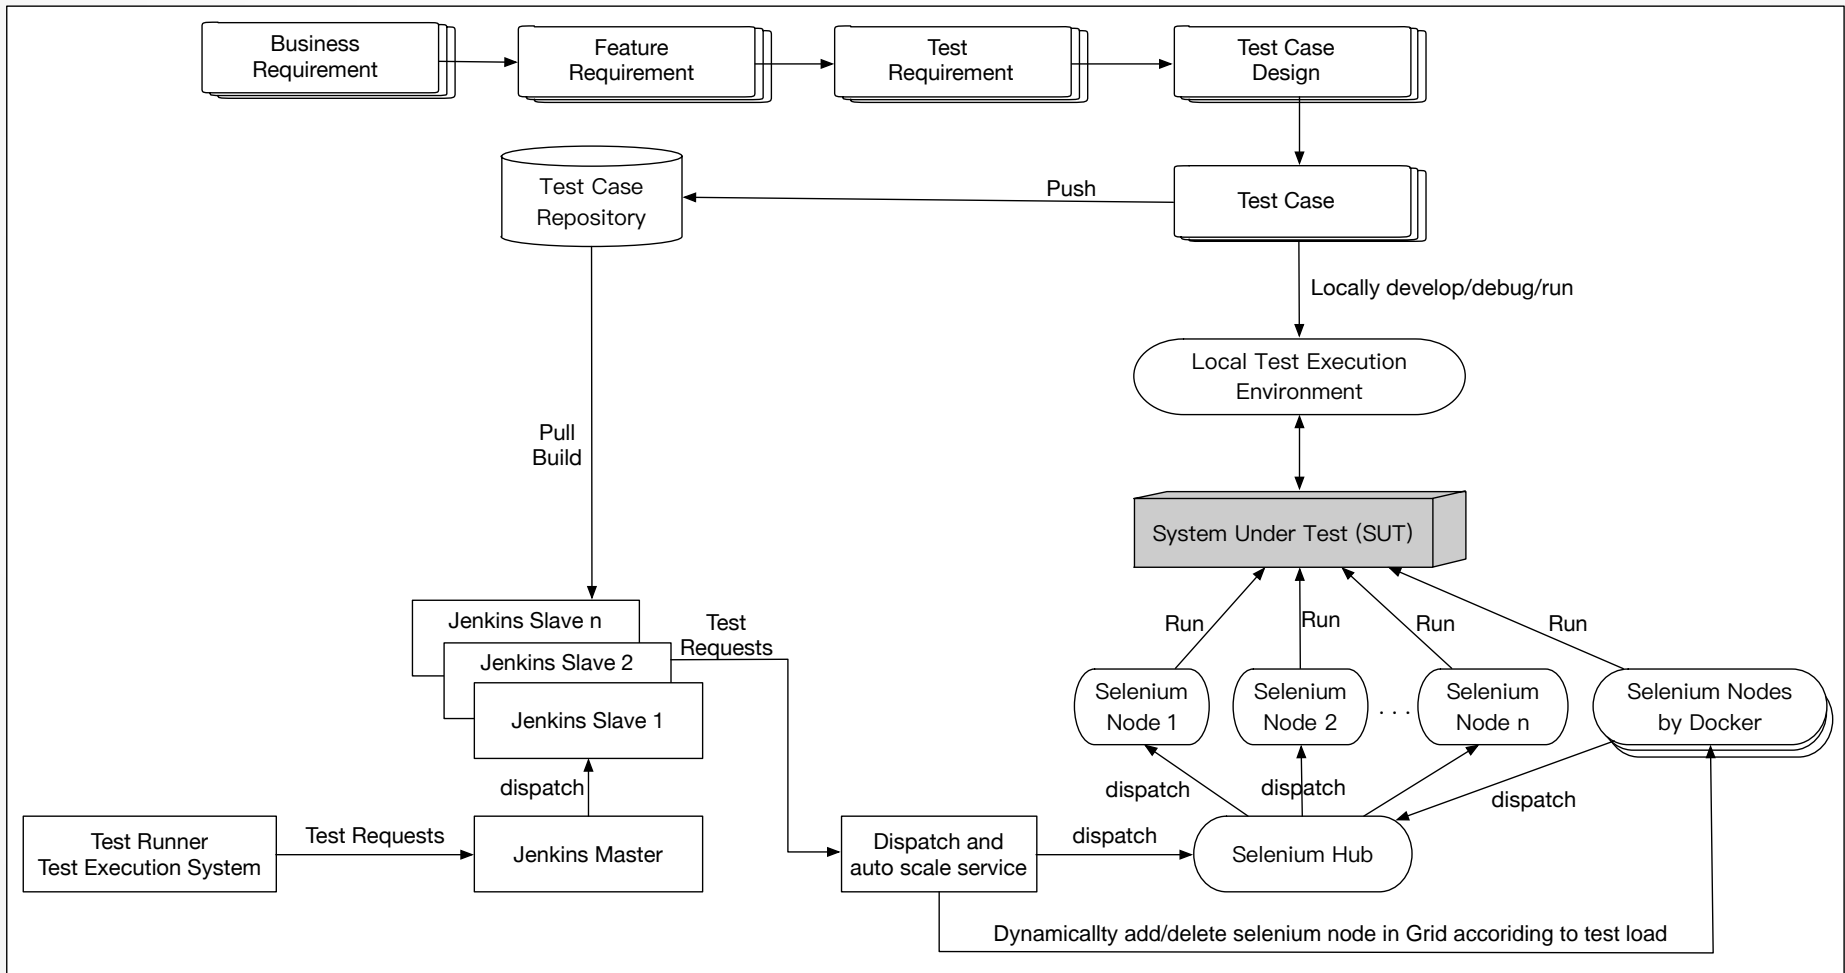 Business
Requirement
Feature
Requirement
Test
Requirement
Test Case
Design
Test Case
Repository
Push
Test Case
Locally develop/debug/run
Local Test Execution
Environment
Pull
Build
System Under Test (SUT)
Jenkins Slave n
Jenkins Slave 2
Jenkins Slave 1
Test
Requests
Run
Run
Run
Run
Selenium
Node 1
Selenium
Node 2
. . .
Selenium
Node n
Selenium Nodes
by Docker
dispatch
dispatch
dispatch
dispatch
Test Runner
Test Execution System
Test Requests
Jenkins Master
Dispatch and
auto scale service
dispatch
Selenium Hub
Dynamicallty add/delete selenium node in Grid accoriding to test load